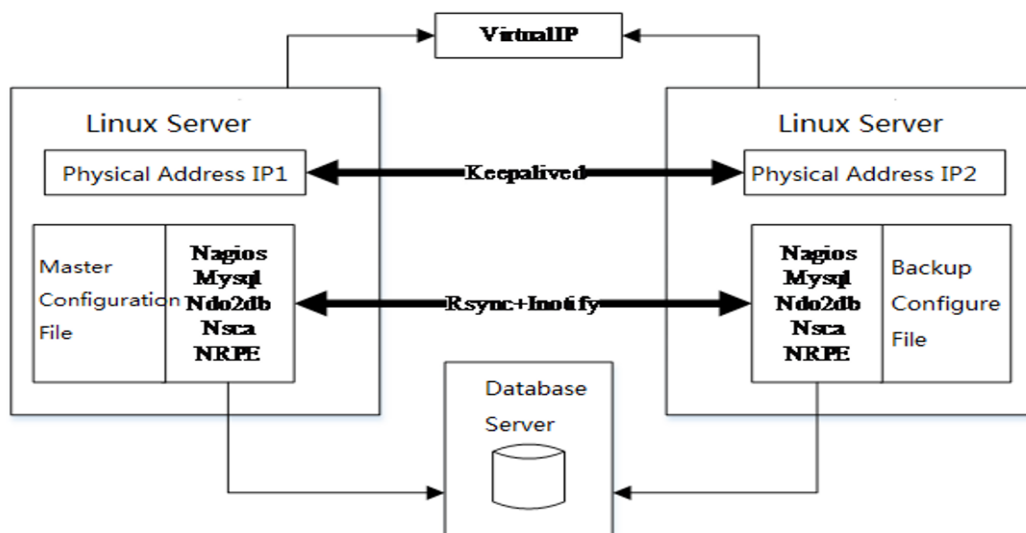 VirtualIP
Linux Server
Physical Address IP1
Master
Configuration
File
Nagios
Mysql
Ndo2db
Nsca
NRPE
Keepalived
Rsync+Inotify
Linux Server
Physical Address IP2
Nagios
Mysql
Ndo2db
Nsca
NRPE
Backup
Configure
File
Database
Server